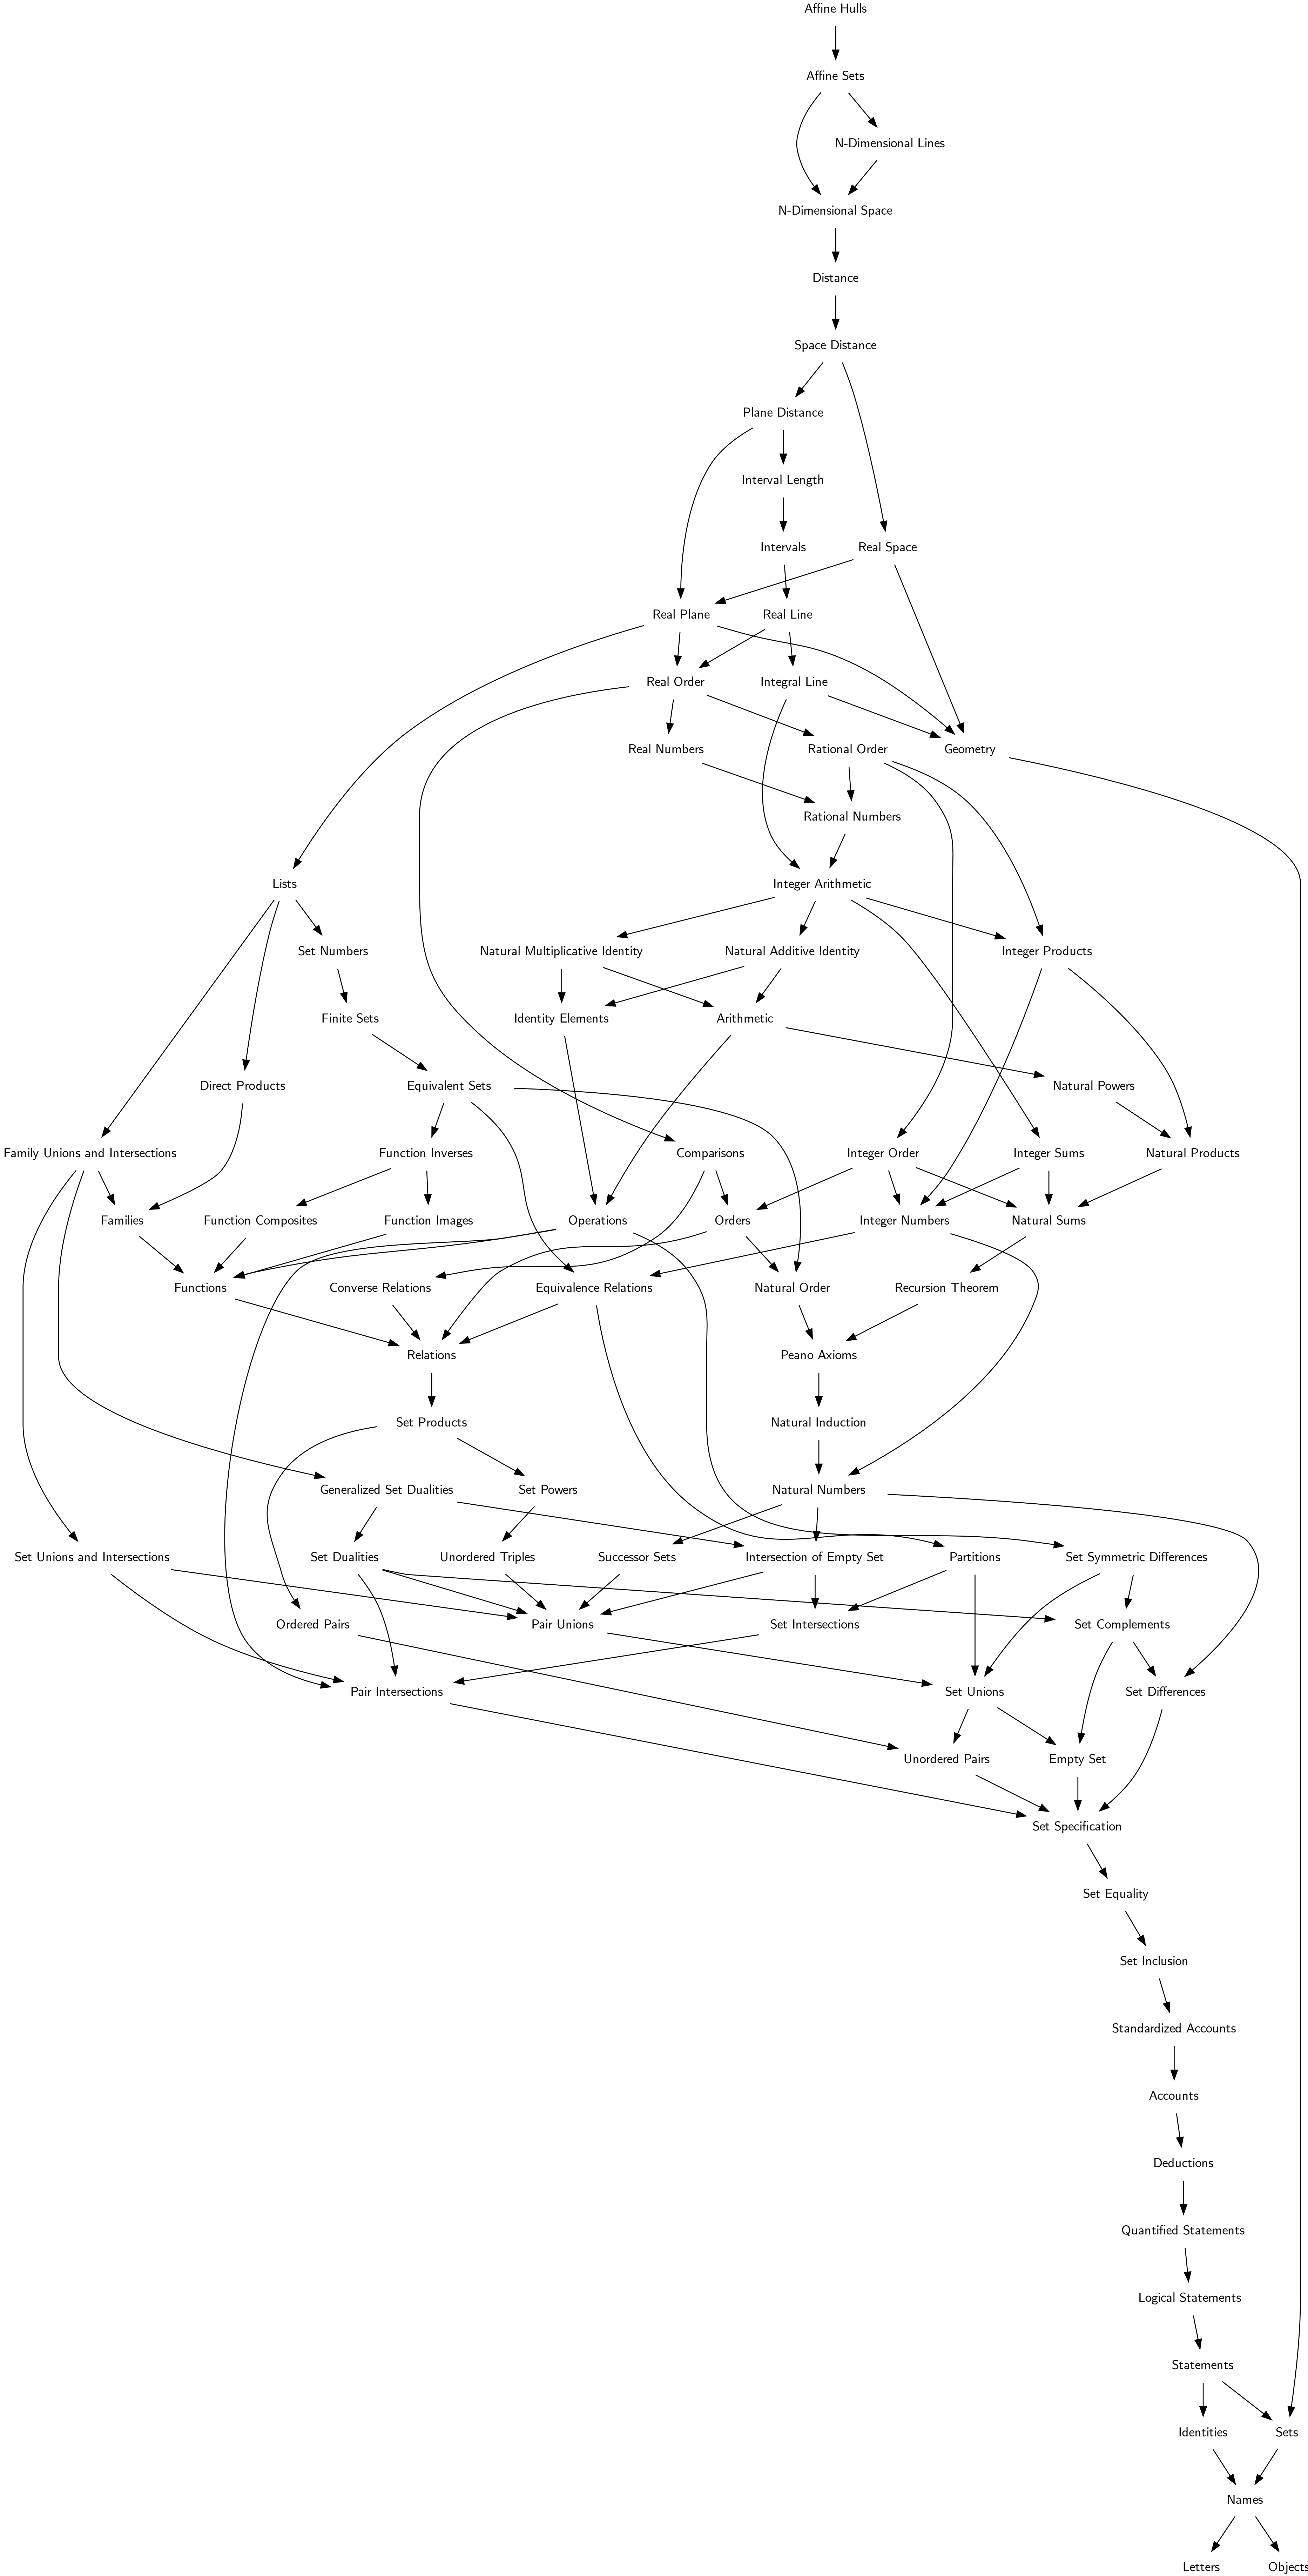 Affine Hulls
Affine Sets
N-Dimensional Lines
N-Dimensional Space
Distance
Space Distance
Plane Distance
Interval Length
Intervals
Real Space
Real Plane
Real Line
Real Order
Integral Line
Real Numbers
Rational Order
Geometry
Rational Numbers
Lists
Integer Arithmetic
Set Numbers
Natural Multiplicative Identity
Natural Additive Identity
Integer Products
Finite Sets
Identity Elements
Arithmetic
Direct Products
Equivalent Sets
Natural Powers
Family Unions and Intersections
Function Inverses
Comparisons
Integer Order
Integer Sums
Natural Products
Families
Function Composites
Function Images
Operations
Orders
Integer Numbers
Natural Sums
Functions
Converse Relations
Equivalence Relations
Natural Order
Recursion Theorem
Relations
Peano Axioms
Set Products
Natural Induction
Generalized Set Dualities
Set Powers
Natural Numbers
Set Unions and Intersections
Set Dualities
Unordered Triples
Successor Sets
Intersection of Empty Set
Partitions
Set Symmetric Differences
Ordered Pairs
Pair Unions
Set Intersections
Set Complements
Pair Intersections
Set Unions
Set Differences
Unordered Pairs
Empty Set
Set Specification
Set Equality
Set Inclusion
Standardized Accounts
Accounts
Deductions
Quantified Statements
Logical Statements
Statements
Identities
Sets
Names
Letters
Objects